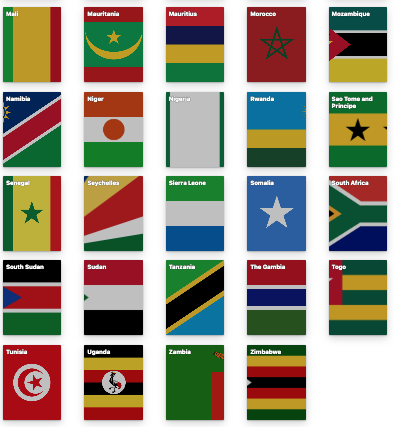 Mali
Mauritania
Mauritius
Morocco
Mozambique
Namibia
Niger
Nigeria
Rwanda
Sao Tome and
Principe
Senegal
Seychelles
Sierra Leone
Somalia
South Africa
South Sudan
Sudan
Tanzania
The Gambia
Togo
Tunisia
Uganda
Zambia
Zimbabwe